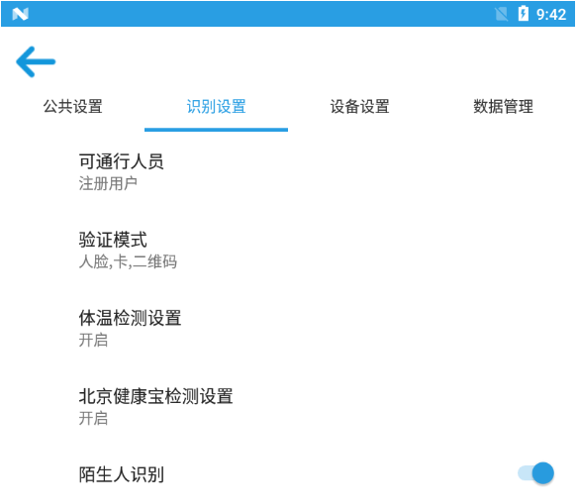 9:42
公共设置 识别设置 设备设置 数据管理
可通行人员
注册用户
验证模式
人脸,卡,二维码
体温检测设置
开启
北京健康宝检测设置
开启
陌生人识别